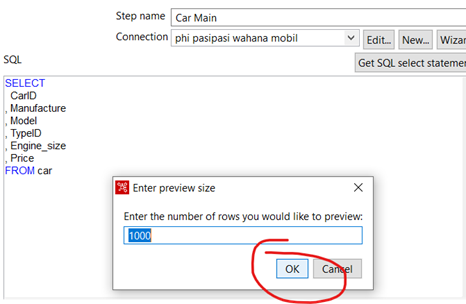 Step name Car Main
Connection phi pasipasi wahana mobil Edit... New... Wizar
SQL Get SQL select statemer
SELECT
CarID
, Manufacture
, Model
, TypeID
, Engine_size
, Price
FROM car
Enter preview size
Enter the number of rows you would like to preview:
1000
OK Cancel